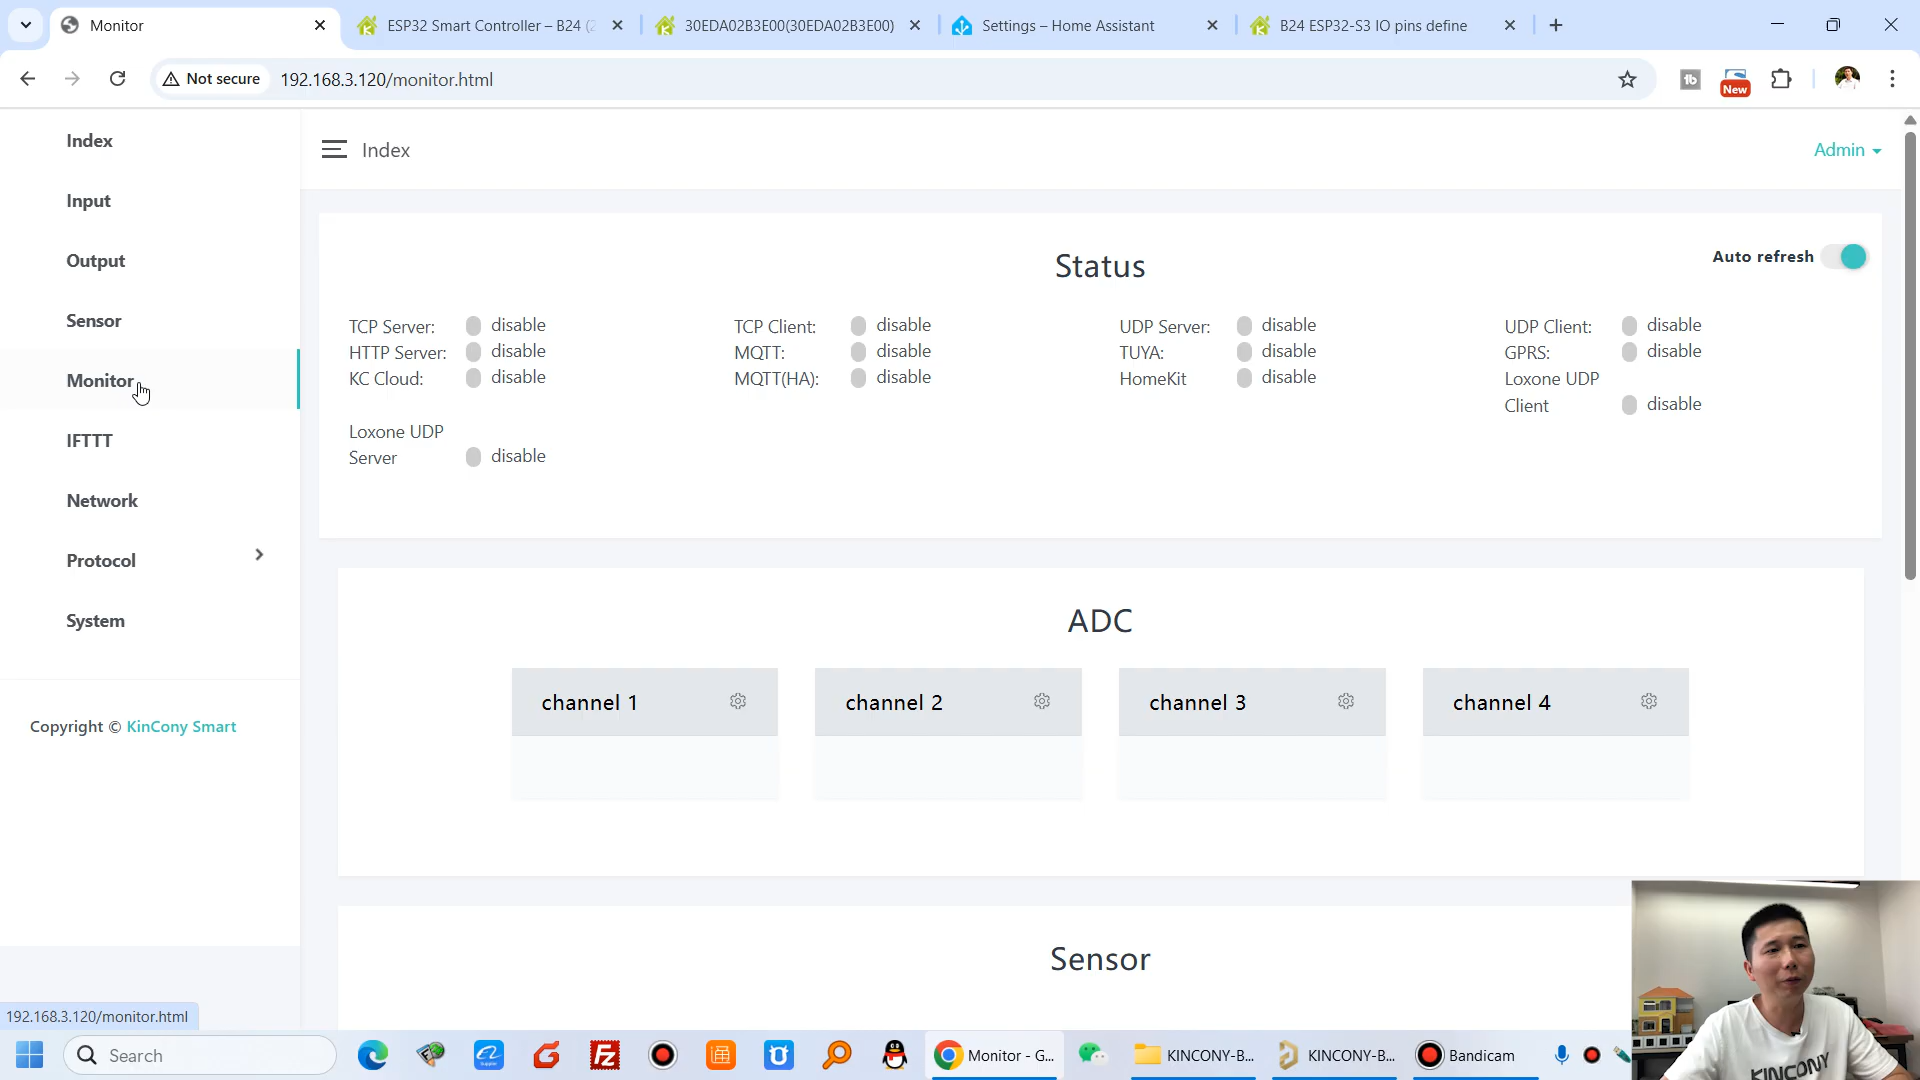 Monitor
ESP32 Smart Controller – B24 (2
30EDA02B3E00(30EDA02B3E00)
Settings – Home Assistant
B24 ESP32-S3 IO pins define
Not secure
192.168.3.120/monitor.html
New
Index
Input
Output
Sensor
Monitor
IFTTT
Network
Protocol
System
Copyright © KinCony Smart
Index
Admin
Status
Auto refresh
TCP Server: disable
TCP Client: disable
UDP Server: disable
UDP Client: disable
HTTP Server: disable
MQTT: disable
TUYA: disable
GPRS: disable
KC Cloud: disable
MQTT(HA): disable
HomeKit disable
Loxone UDP
Client disable
Loxone UDP
Server disable
ADC
channel 1
channel 2
channel 3
channel 4
Sensor
192.168.3.120/monitor.html
Search
Monitor - G...
KINCONY-B...
KINCONY-B...
Bandicam
KINCONY